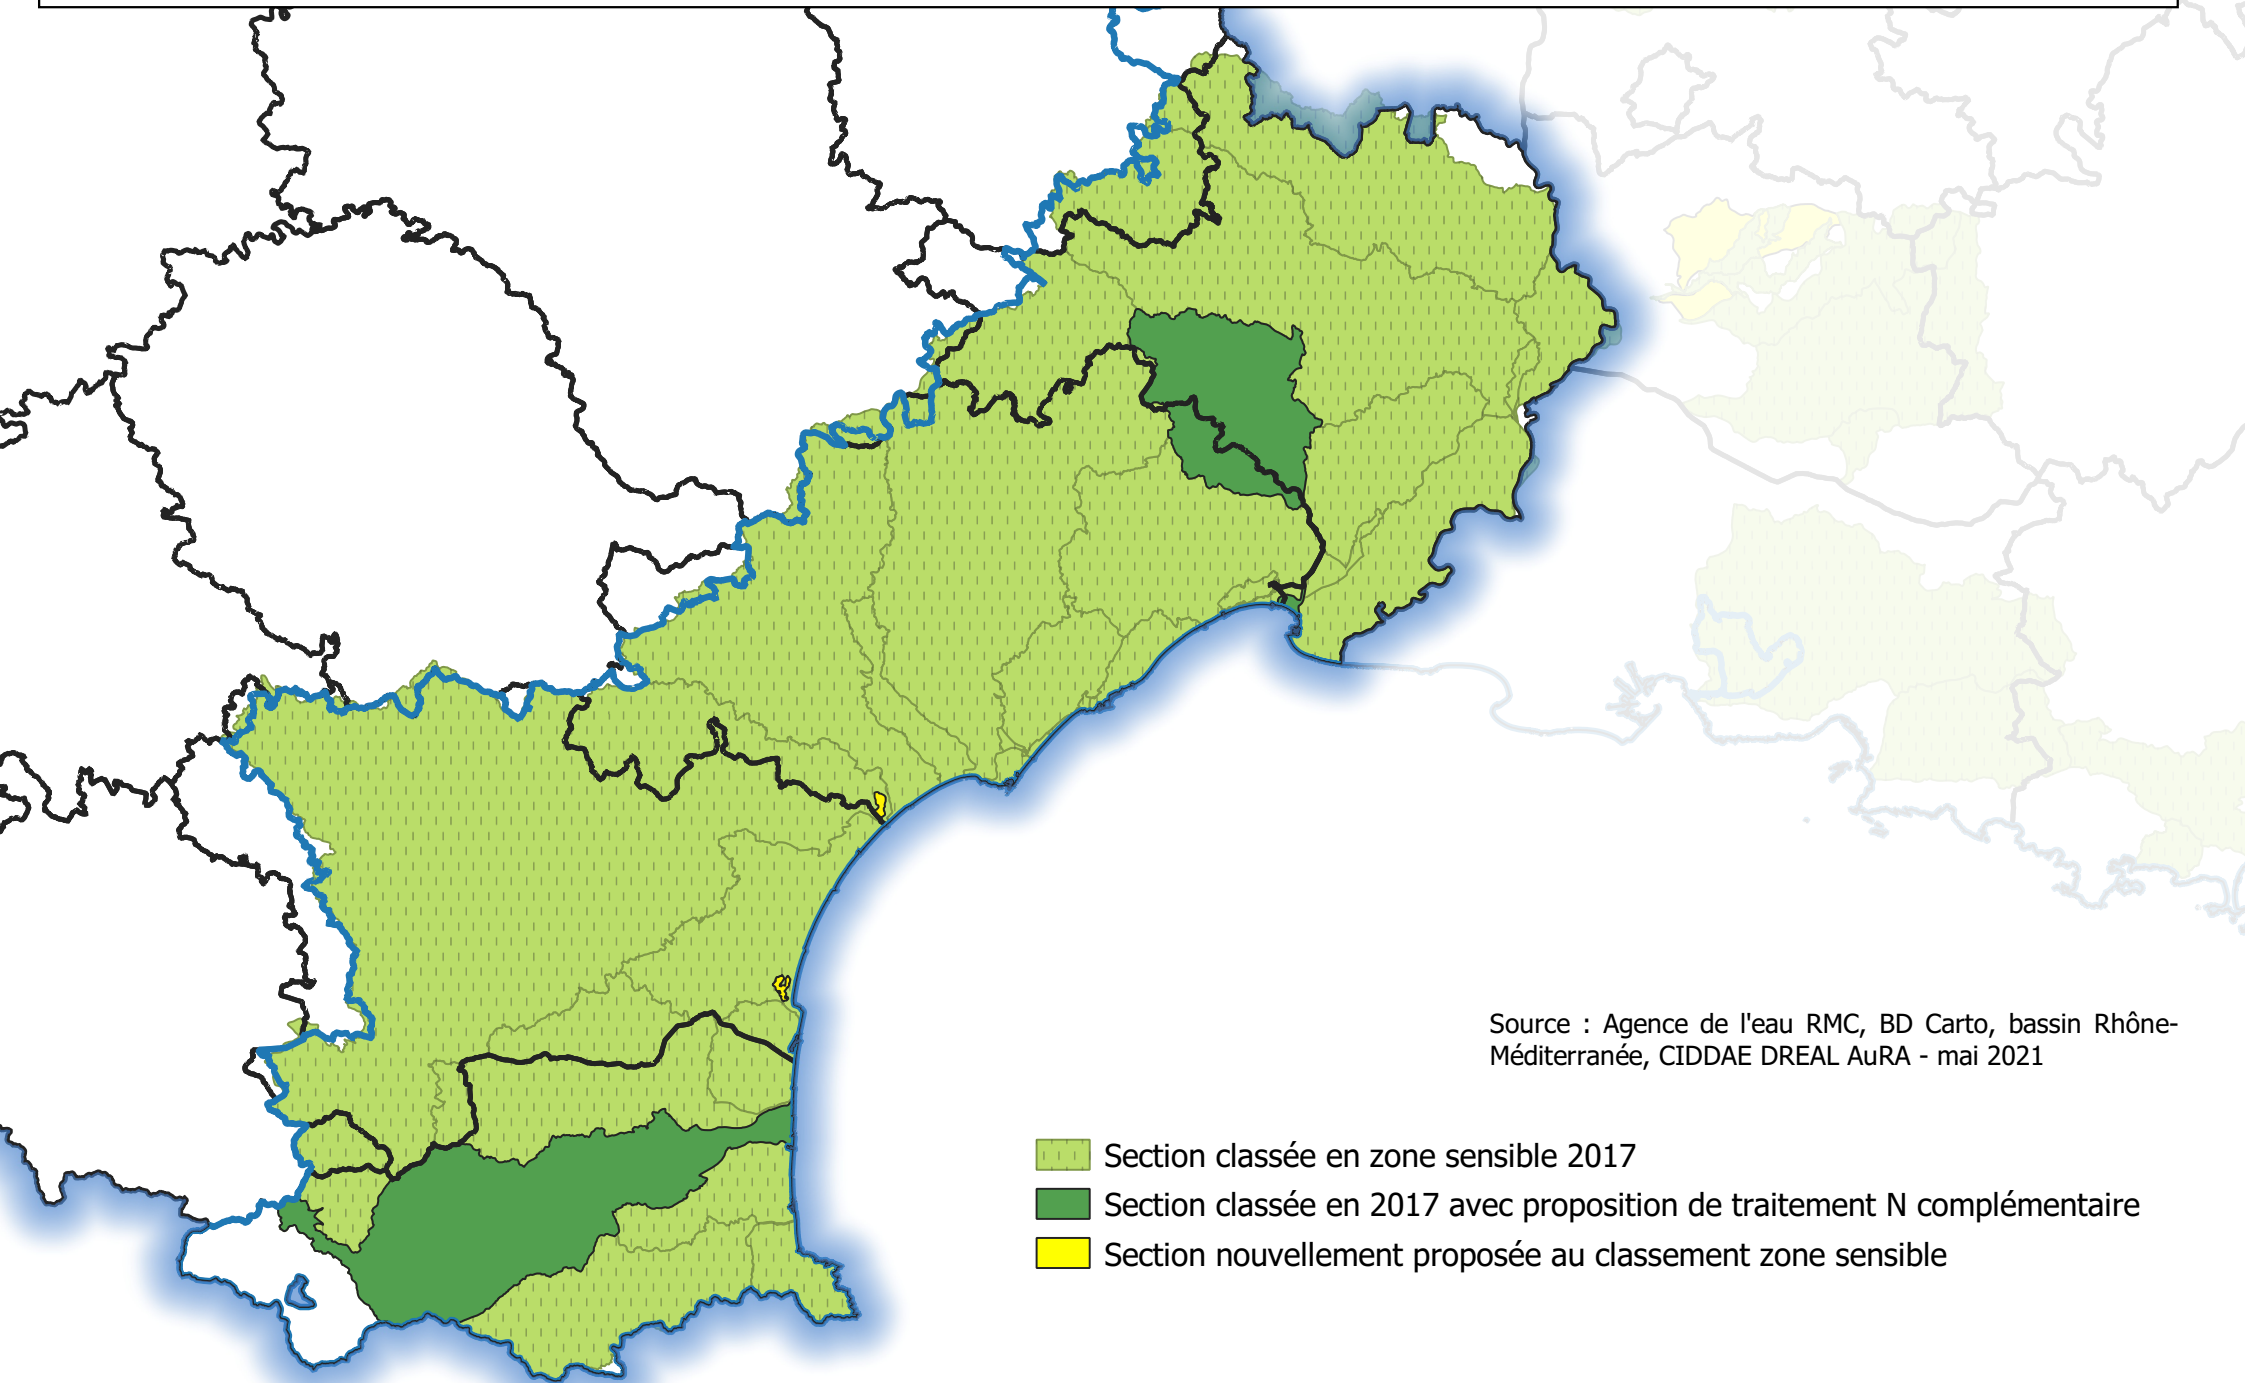 Source : Agence de l'eau RMC, BD Carto, bassin Rhône-
Méditerranée, CIDDAE DREAL AuRA - mai 2021
Section classée en zone sensible 2017
Section classée en 2017 avec proposition de traitement N complémentaire
Section nouvellement proposée au classement zone sensible